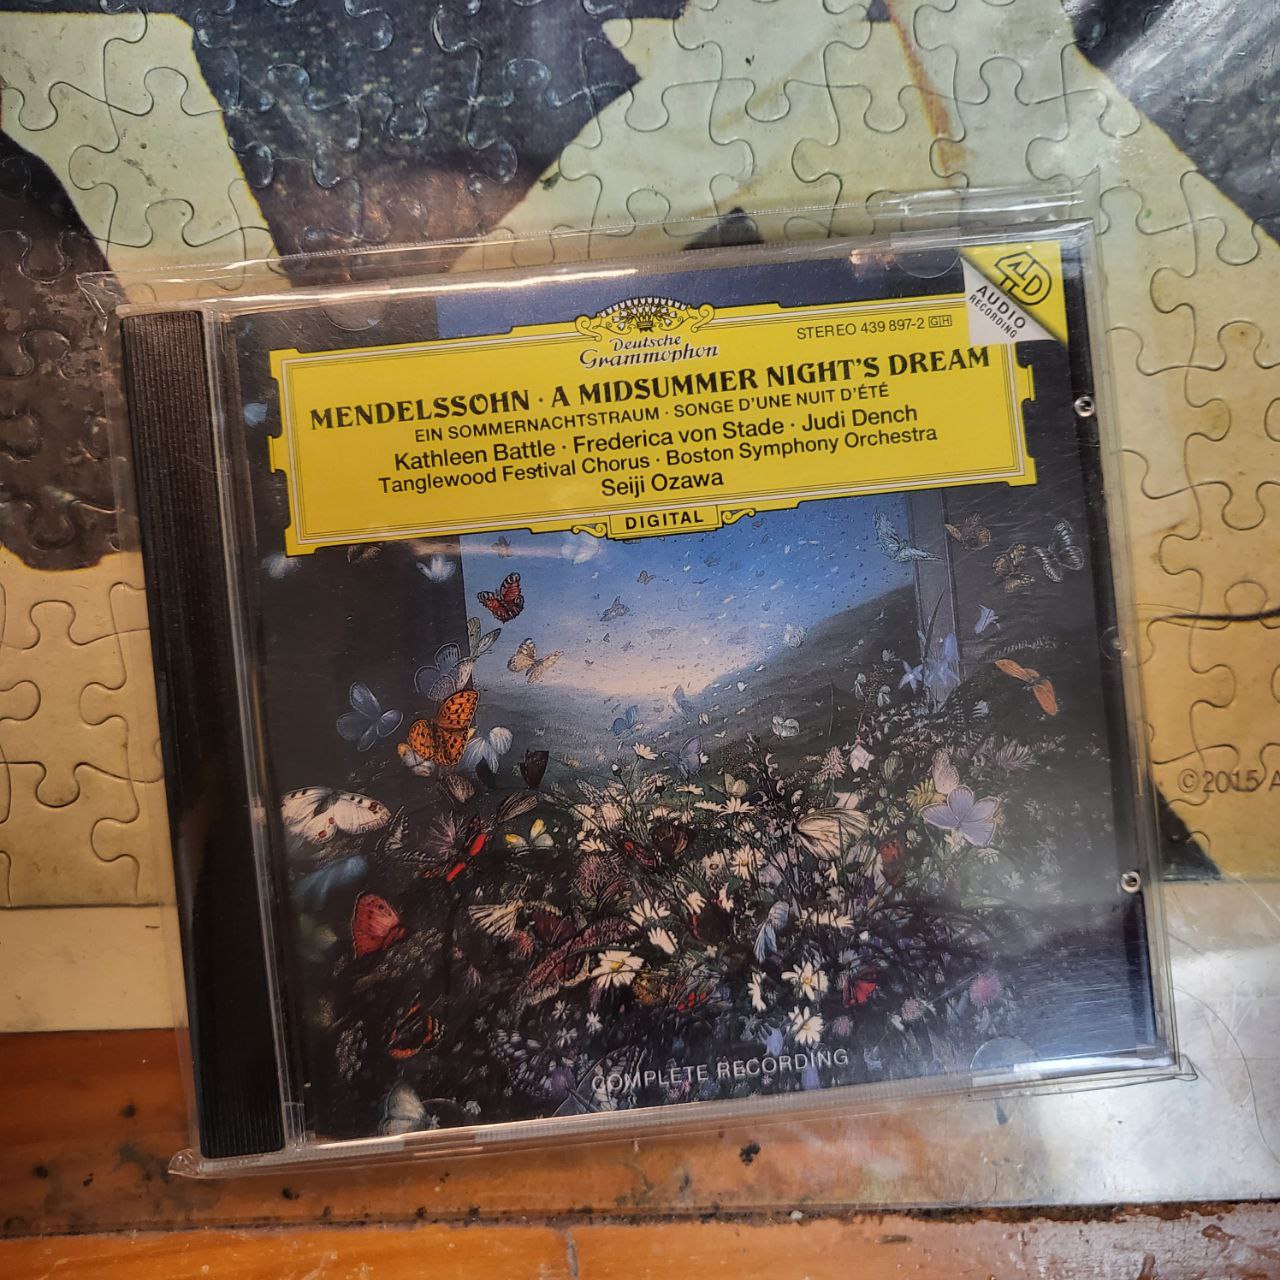 4D
AUDIO
RECORDING
Deutsche
Grammophon
STEREO 439 897-2 GH
MENDELSSOHN · A MIDSUMMER NIGHT'S DREAM
EIN SOMMERNACHTSTRAUM · SONGE D'UNE NUIT D'ÉTÉ
Kathleen Battle · Frederica von Stade · Judi Dench
Tanglewood Festival Chorus · Boston Symphony Orchestra
Seiji Ozawa
DIGITAL
©2015 A
COMPLETE RECORDING